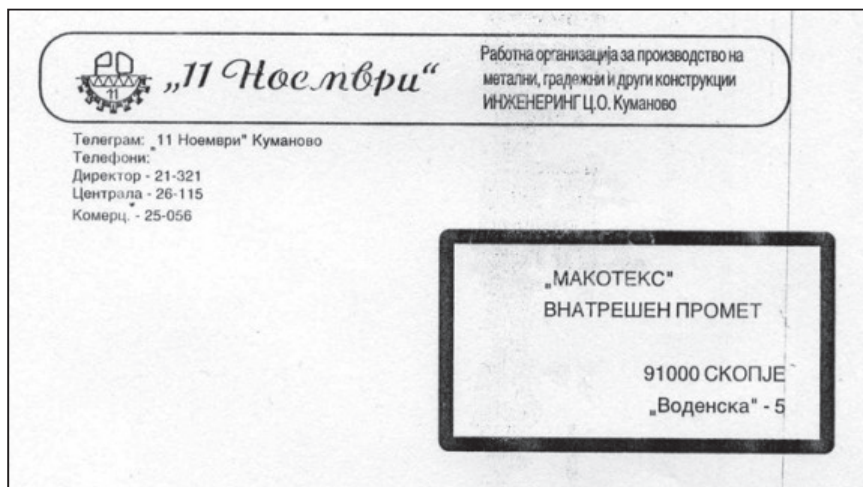 11
„11 Ноември“
Работна организација за производство на
метални, градежни и други конструкции
ИНЖЕНЕРИНГ Ц.О. Куманово
Телеграм: „11 Ноември" Куманово
Телефони:
Директор - 21-321
Централа - 26-115
Комерц. - 25-056
„МАКОТЕКС"
ВНАТРЕШЕН ПРОМЕТ
91000 СКОПЈЕ
„Воденска" - 5